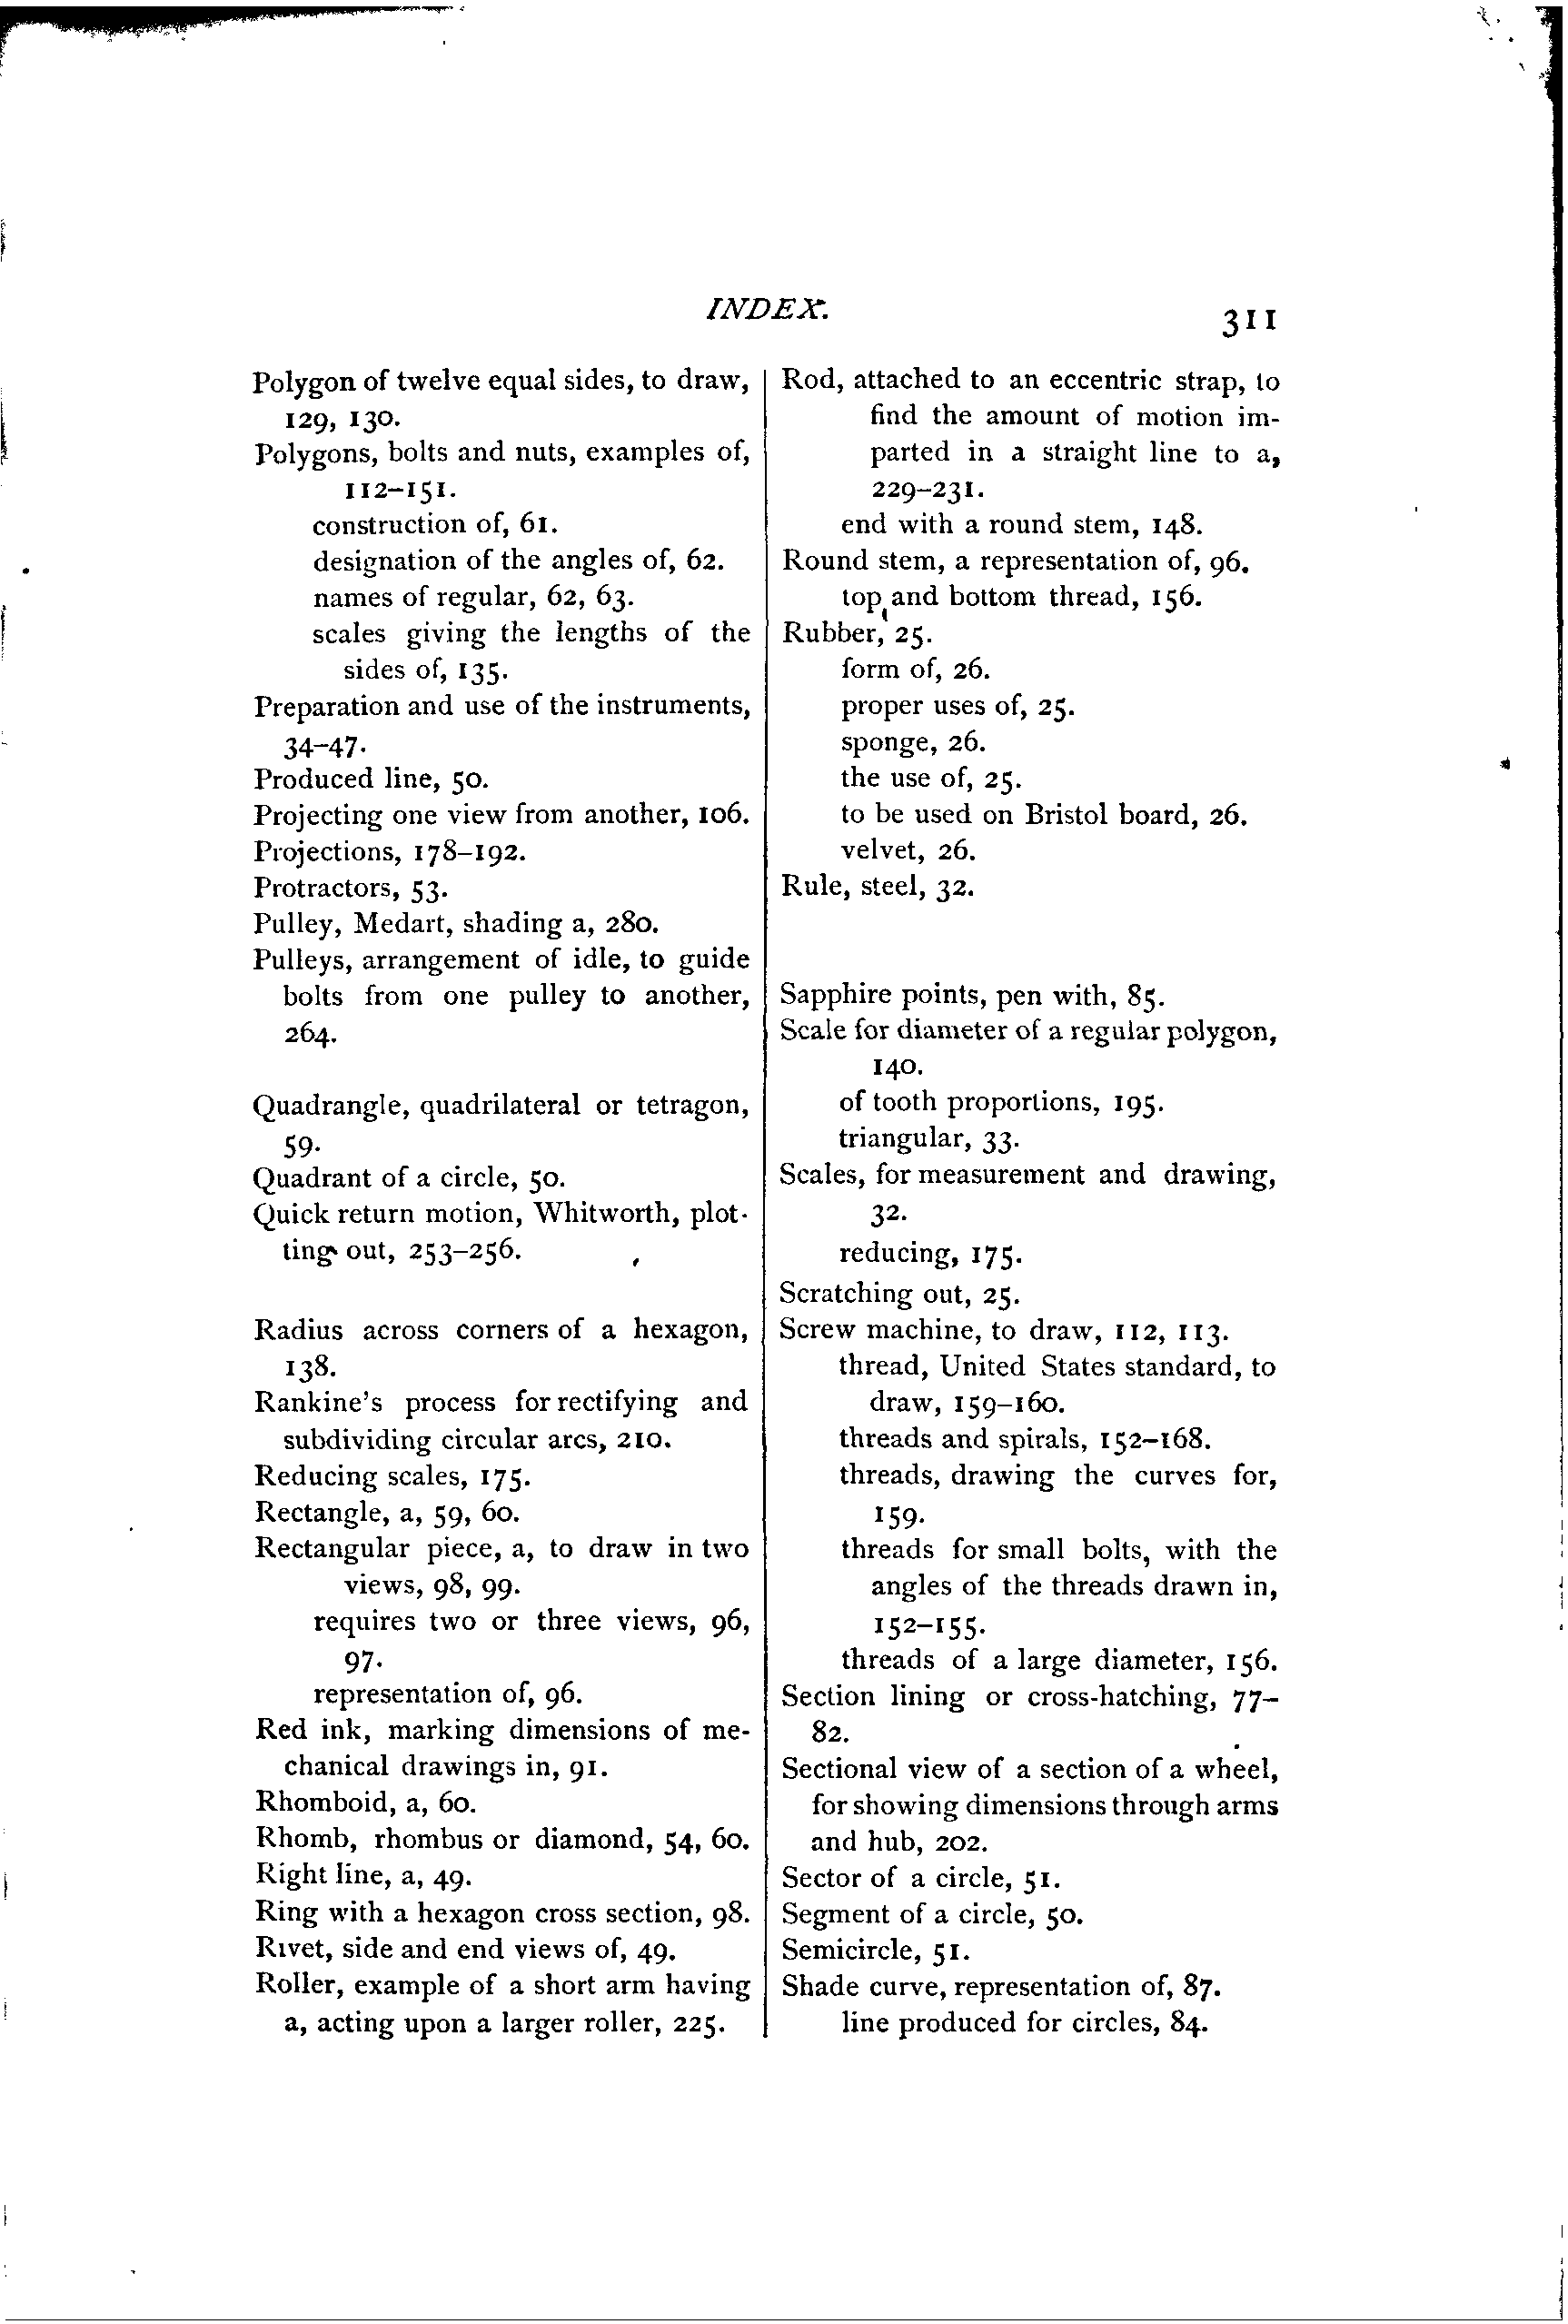 INDEX.
311
Polygon of twelve equal sides, to draw,
129, 130.
Polygons, bolts and nuts, examples of,
112–151.
construction of, 61.
designation of the angles of, 62.
names of regular, 62, 63.
scales giving the lengths of the
sides of, 135.
Preparation and use of the instruments,
34–47.
Produced line, 50.
Projecting one view from another, 106.
Projections, 178–192.
Protractors, 53.
Pulley, Medart, shading a, 280.
Pulleys, arrangement of idle, to guide
bolts from one pulley to another,
264.
Quadrangle, quadrilateral or tetragon,
59.
Quadrant of a circle, 50.
Quick return motion, Whitworth, plot-
ting out, 253–256.
Radius across corners of a hexagon,
138.
Rankine's process for rectifying and
subdividing circular arcs, 210.
Reducing scales, 175.
Rectangle, a, 59, 60.
Rectangular piece, a, to draw in two
views, 98, 99.
requires two or three views, 96,
97.
representation of, 96.
Red ink, marking dimensions of me-
chanical drawings in, 91.
Rhomboid, a, 60.
Rhomb, rhombus or diamond, 54, 60.
Right line, a, 49.
Ring with a hexagon cross section, 98.
Rivet, side and end views of, 49.
Roller, example of a short arm having
a, acting upon a larger roller, 225.
Rod, attached to an eccentric strap, to
find the amount of motion im-
parted in a straight line to a,
229–231.
end with a round stem, 148.
Round stem, a representation of, 96.
top and bottom thread, 156.
Rubber, 25.
form of, 26.
proper uses of, 25.
sponge, 26.
the use of, 25.
to be used on Bristol board, 26.
velvet, 26.
Rule, steel, 32.
Sapphire points, pen with, 85.
Scale for diameter of a regular polygon,
140.
of tooth proportions, 195.
triangular, 33.
Scales, for measurement and drawing,
32.
reducing, 175.
Scratching out, 25.
Screw machine, to draw, 112, 113.
thread, United States standard, to
draw, 159–160.
threads and spirals, 152–168.
threads, drawing the curves for,
159.
threads for small bolts, with the
angles of the threads drawn in,
152–155.
threads of a large diameter, 156.
Section lining or cross-hatching, 77–
82.
Sectional view of a section of a wheel,
for showing dimensions through arms
and hub, 202.
Sector of a circle, 51.
Segment of a circle, 50.
Semicircle, 51.
Shade curve, representation of, 87.
line produced for circles, 84.